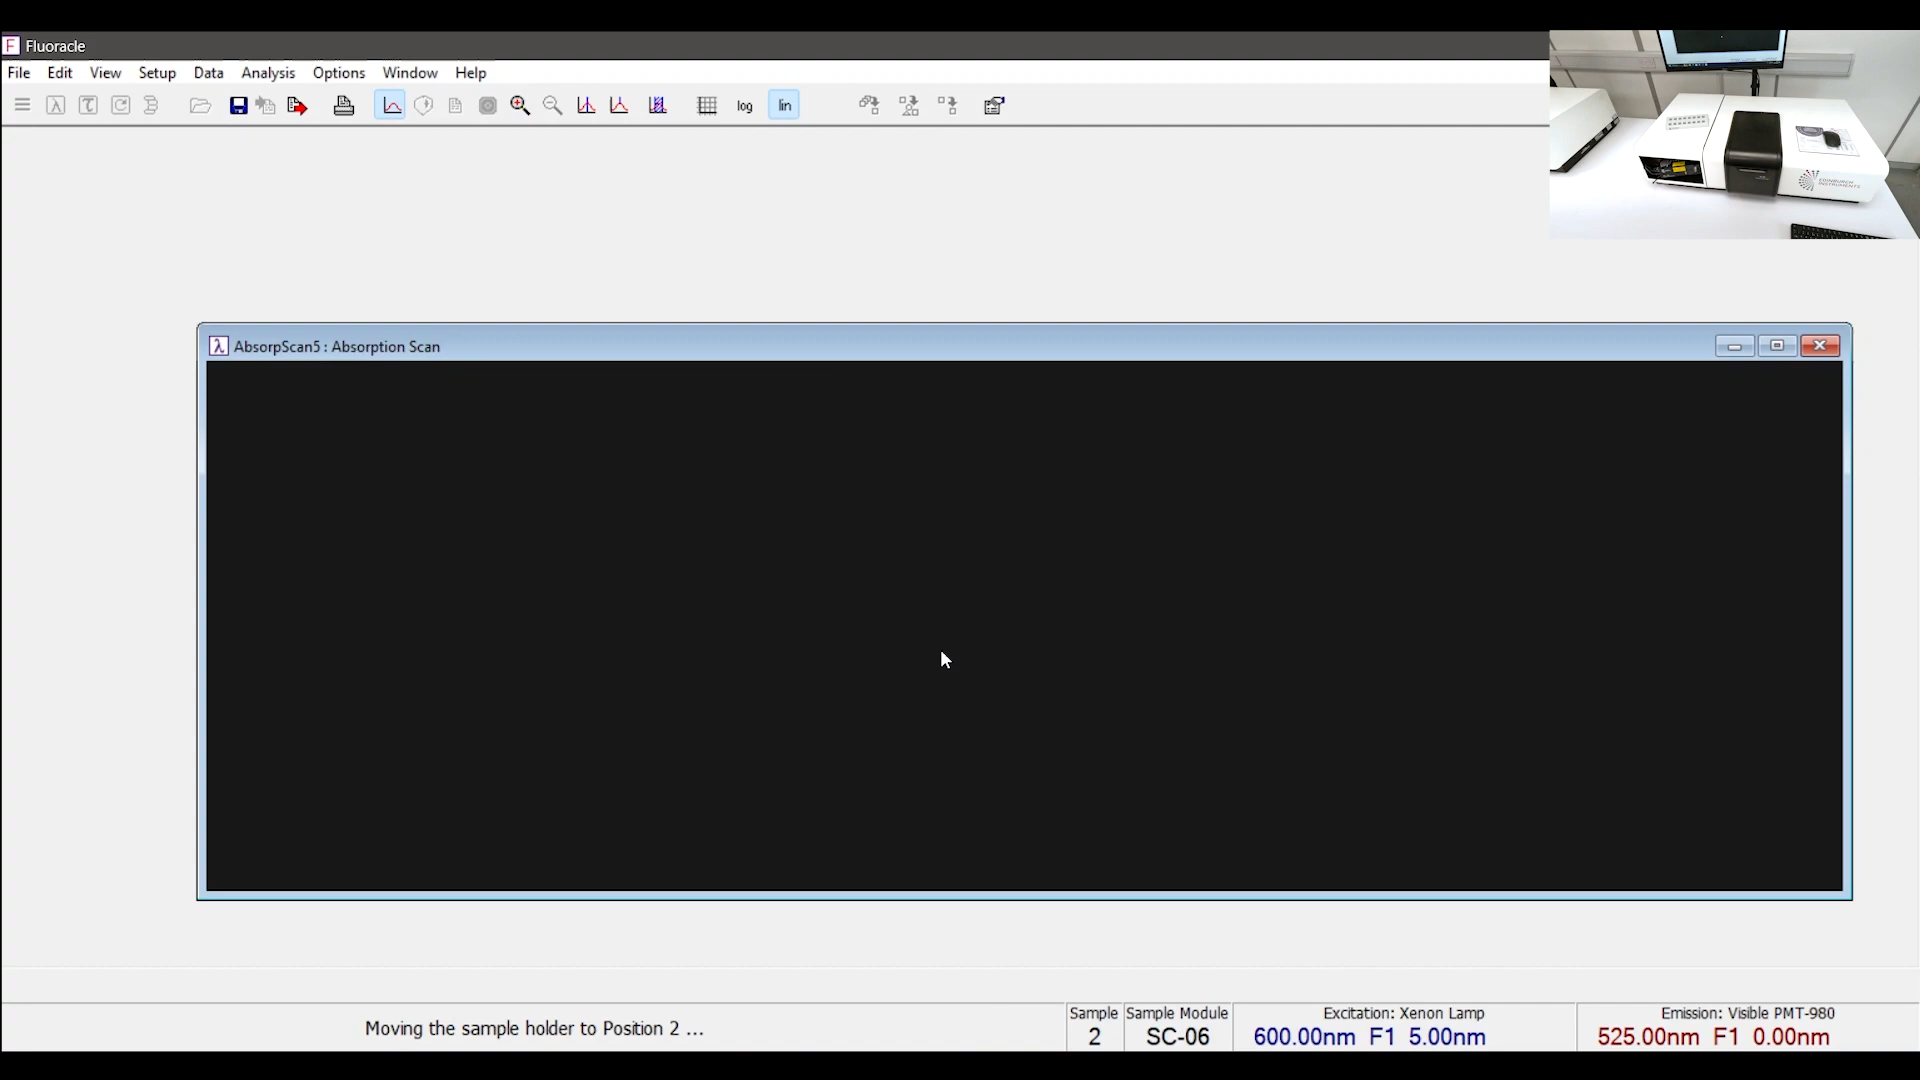 Fluoracle
File Edit View Setup Data Analysis Options Window Help
log lin
EDINBURGH
INSTRUMENTS
AbsorpScan5 : Absorption Scan
Moving the sample holder to Position 2 ...
Sample
2
Sample Module
SC-06
Excitation: Xenon Lamp
600.00nm F1 5.00nm
Emission: Visible PMT-980
525.00nm F1 0.00nm